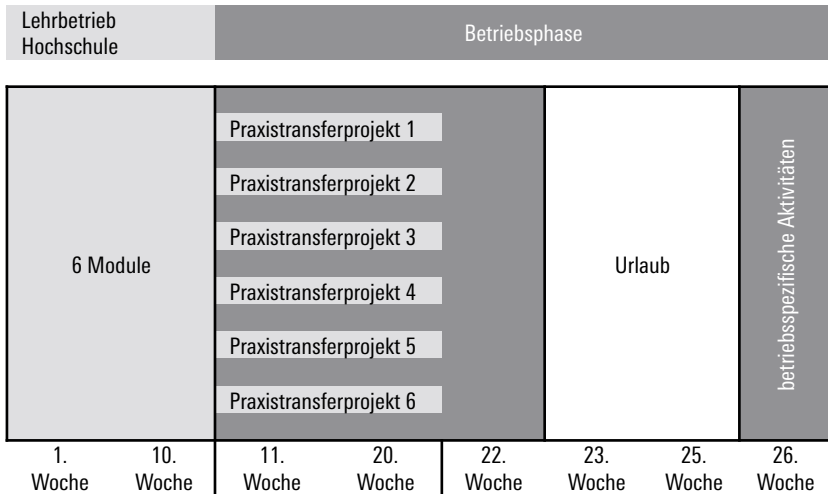 Lehrbetrieb
Hochschule
Betriebsphase
6 Module
Praxistransferprojekt 1
Praxistransferprojekt 2
Praxistransferprojekt 3
Praxistransferprojekt 4
Praxistransferprojekt 5
Praxistransferprojekt 6
Urlaub
betriebsspezifische Aktivitäten
1. 10. 11. 20. 22. 23. 25. 26.
Woche Woche Woche Woche Woche Woche Woche Woche